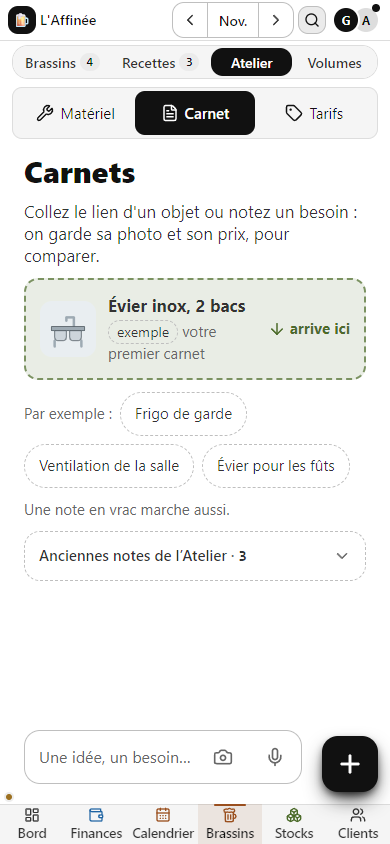 L'Affinée
Nov.
G A
Brassins 4 Recettes 3 Atelier Volumes
Matériel Carnet Tarifs
Carnets
Collez le lien d'un objet ou notez un besoin :
on garde sa photo et son prix, pour
comparer.
Évier inox, 2 bacs
exemple votre
premier carnet
arrive ici
Par exemple : Frigo de garde
Ventilation de la salle Évier pour les fûts
Une note en vrac marche aussi.
Anciennes notes de l’Atelier · 3
Une idée, un besoin...
Bord Finances Calendrier Brassins Stocks Clients